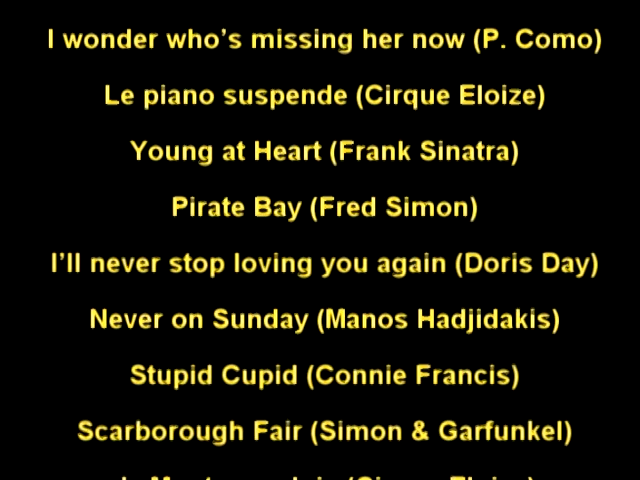 I wonder who's missing her now (P. Como)
Le piano suspende (Cirque Eloize)
Young at Heart (Frank Sinatra)
Pirate Bay (Fred Simon)
I'll never stop loving you again (Doris Day)
Never on Sunday (Manos Hadjidakis)
Stupid Cupid (Connie Francis)
Scarborough Fair (Simon & Garfunkel)